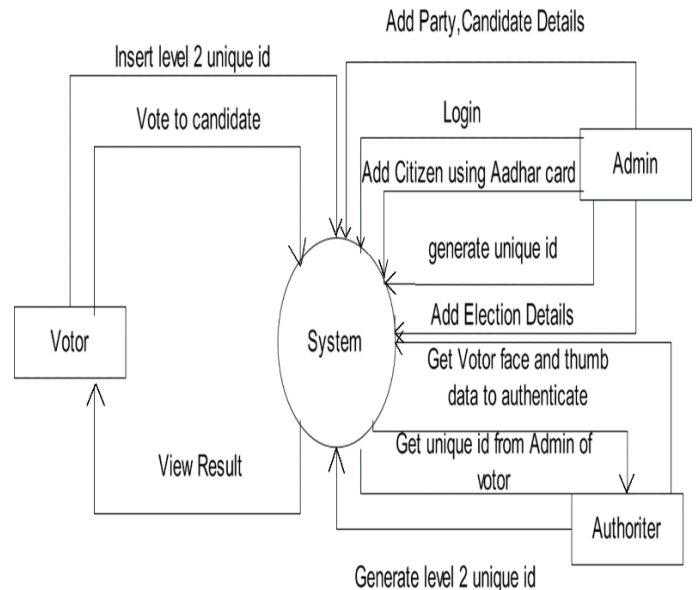 Add Party,Candidate Details
Insert level 2 unique id
Vote to candidate
Login
Add Citizen using Aadhar card
Admin
generate unique id
Add Election Details
Votor
System
Get Votor face and thumb
data to authenticate
Get unique id from Admin of
votor
View Result
Authoriter
Generate level 2 unique id